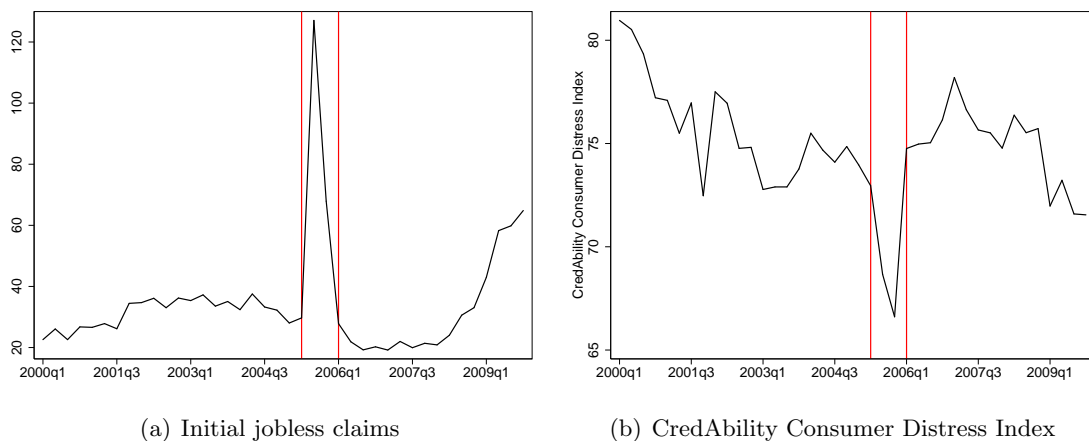 120
100
80
60
40
20
2000q1 2001q3 2003q1 2004q3 2006q1 2007q3 2009q1
(a) Initial jobless claims
CredAbility Consumer Distress Index
80
75
70
65
2000q1 2001q3 2003q1 2004q3 2006q1 2007q3 2009q1
(b) CredAbility Consumer Distress Index